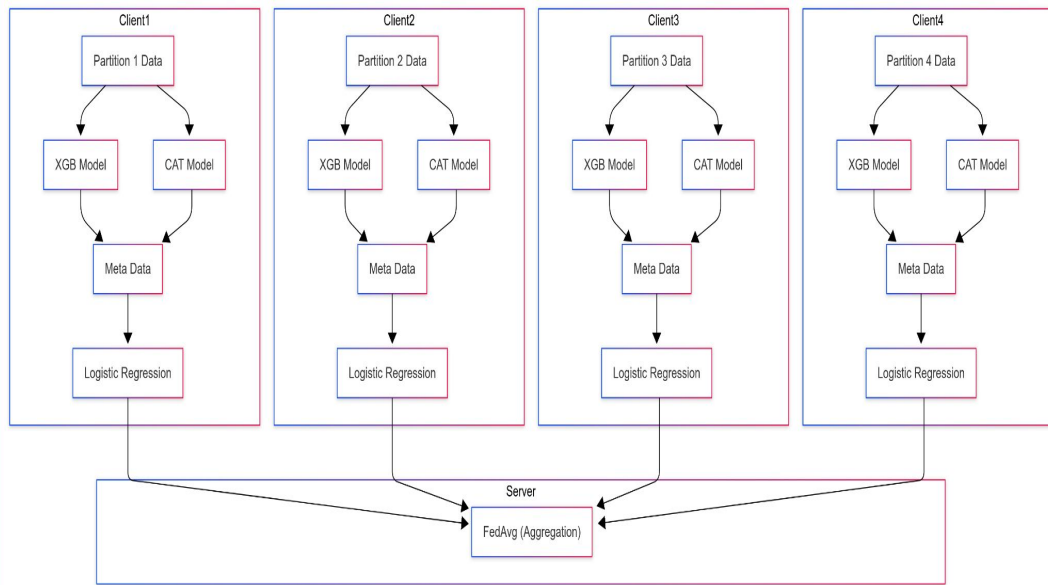 Client1
Client2
Client3
Client4
Partition 1 Data
Partition 2 Data
Partition 3 Data
Partition 4 Data
XGB Model
CAT Model
XGB Model
CAT Model
XGB Model
CAT Model
XGB Model
CAT Model
Meta Data
Meta Data
Meta Data
Meta Data
Logistic Regression
Logistic Regression
Logistic Regression
Logistic Regression
Server
FedAvg (Aggregation)